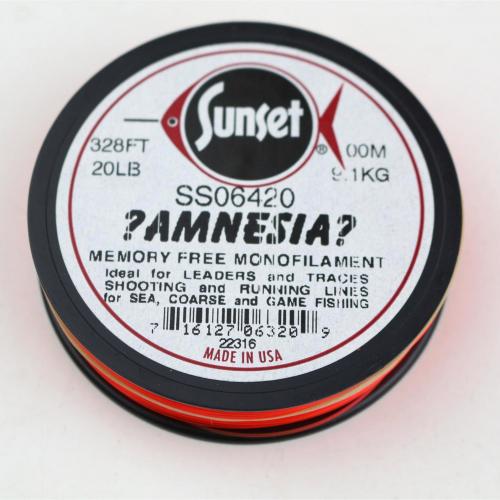 Sunset
®
328FT 00M
20LB 9.1KG
SS06420
?AMNESIA?
MEMORY FREE MONOFILAMENT
Ideal for LEADERS and TRACES
SHOOTING and RUNNING LINES
for SEA, COARSE and GAME FISHING
7 16127 06320 9
22316
MADE IN USA